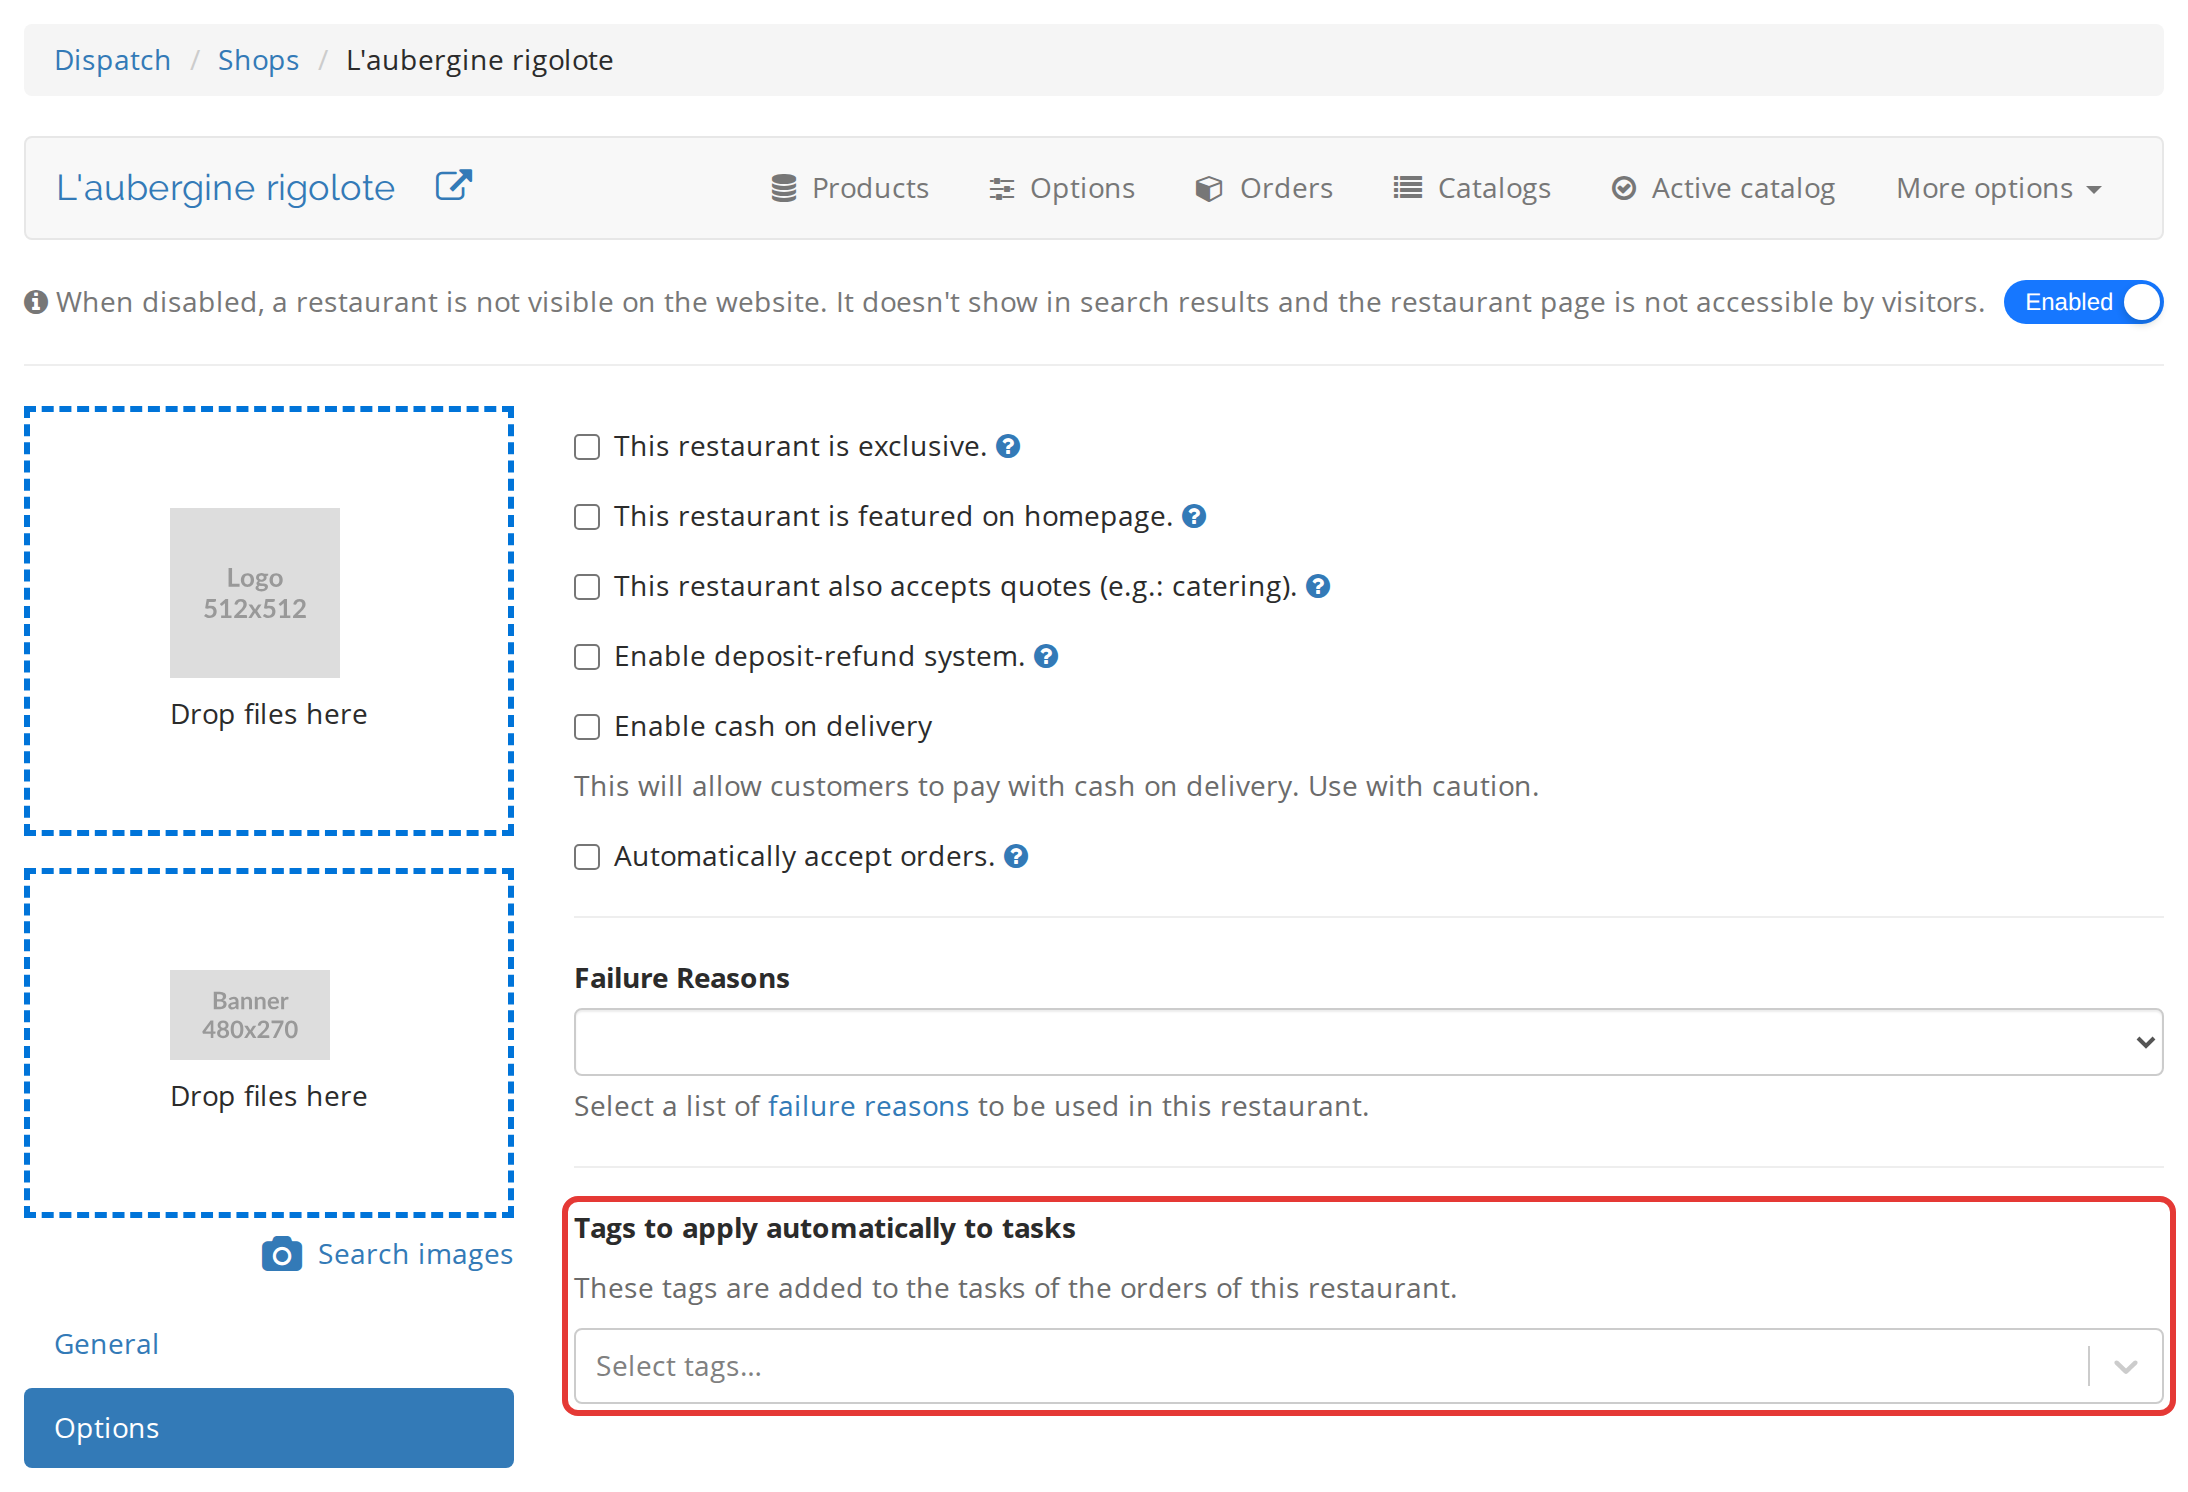 Dispatch / Shops / L'aubergine rigolote
L'aubergine rigolote Products Options Orders Catalogs Active catalog More options
When disabled, a restaurant is not visible on the website. It doesn't show in search results and the restaurant page is not accessible by visitors. Enabled
Logo
512x512
Drop files here
Banner
480x270
Drop files here
Search images
General
Options
This restaurant is exclusive.
This restaurant is featured on homepage.
This restaurant also accepts quotes (e.g.: catering).
Enable deposit-refund system.
Enable cash on delivery
This will allow customers to pay with cash on delivery. Use with caution.
Automatically accept orders.
Failure Reasons
Select a list of failure reasons to be used in this restaurant.
Tags to apply automatically to tasks
These tags are added to the tasks of the orders of this restaurant.
Select tags...